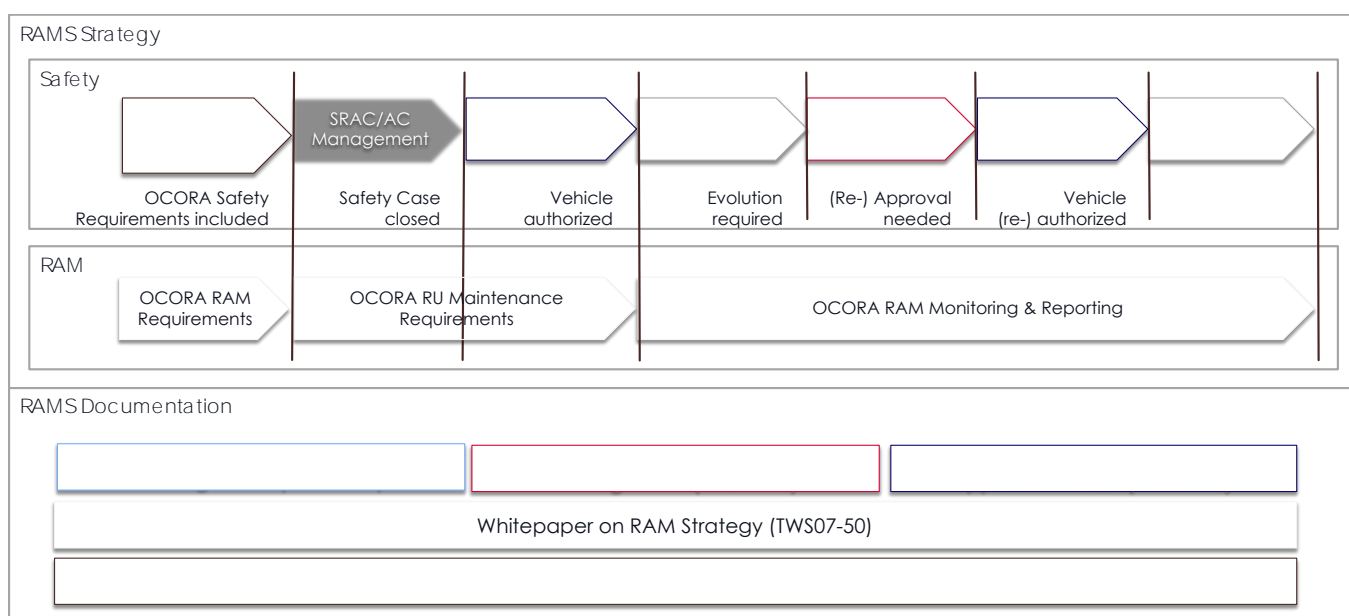 RAMS Strategy
Safety
SRAC/AC
Management
OCORA Safety
Requirements included
Safety Case
closed
Vehicle
authorized
Evolution
required
(Re-) Approval
needed
Vehicle
(re-) authorized
RAM
OCORA RAM
Requirements
OCORA RU Maintenance
Requirements
OCORA RAM Monitoring & Reporting
RAMS Documentation
Whitepaper on RAM Strategy (TWS07-50)